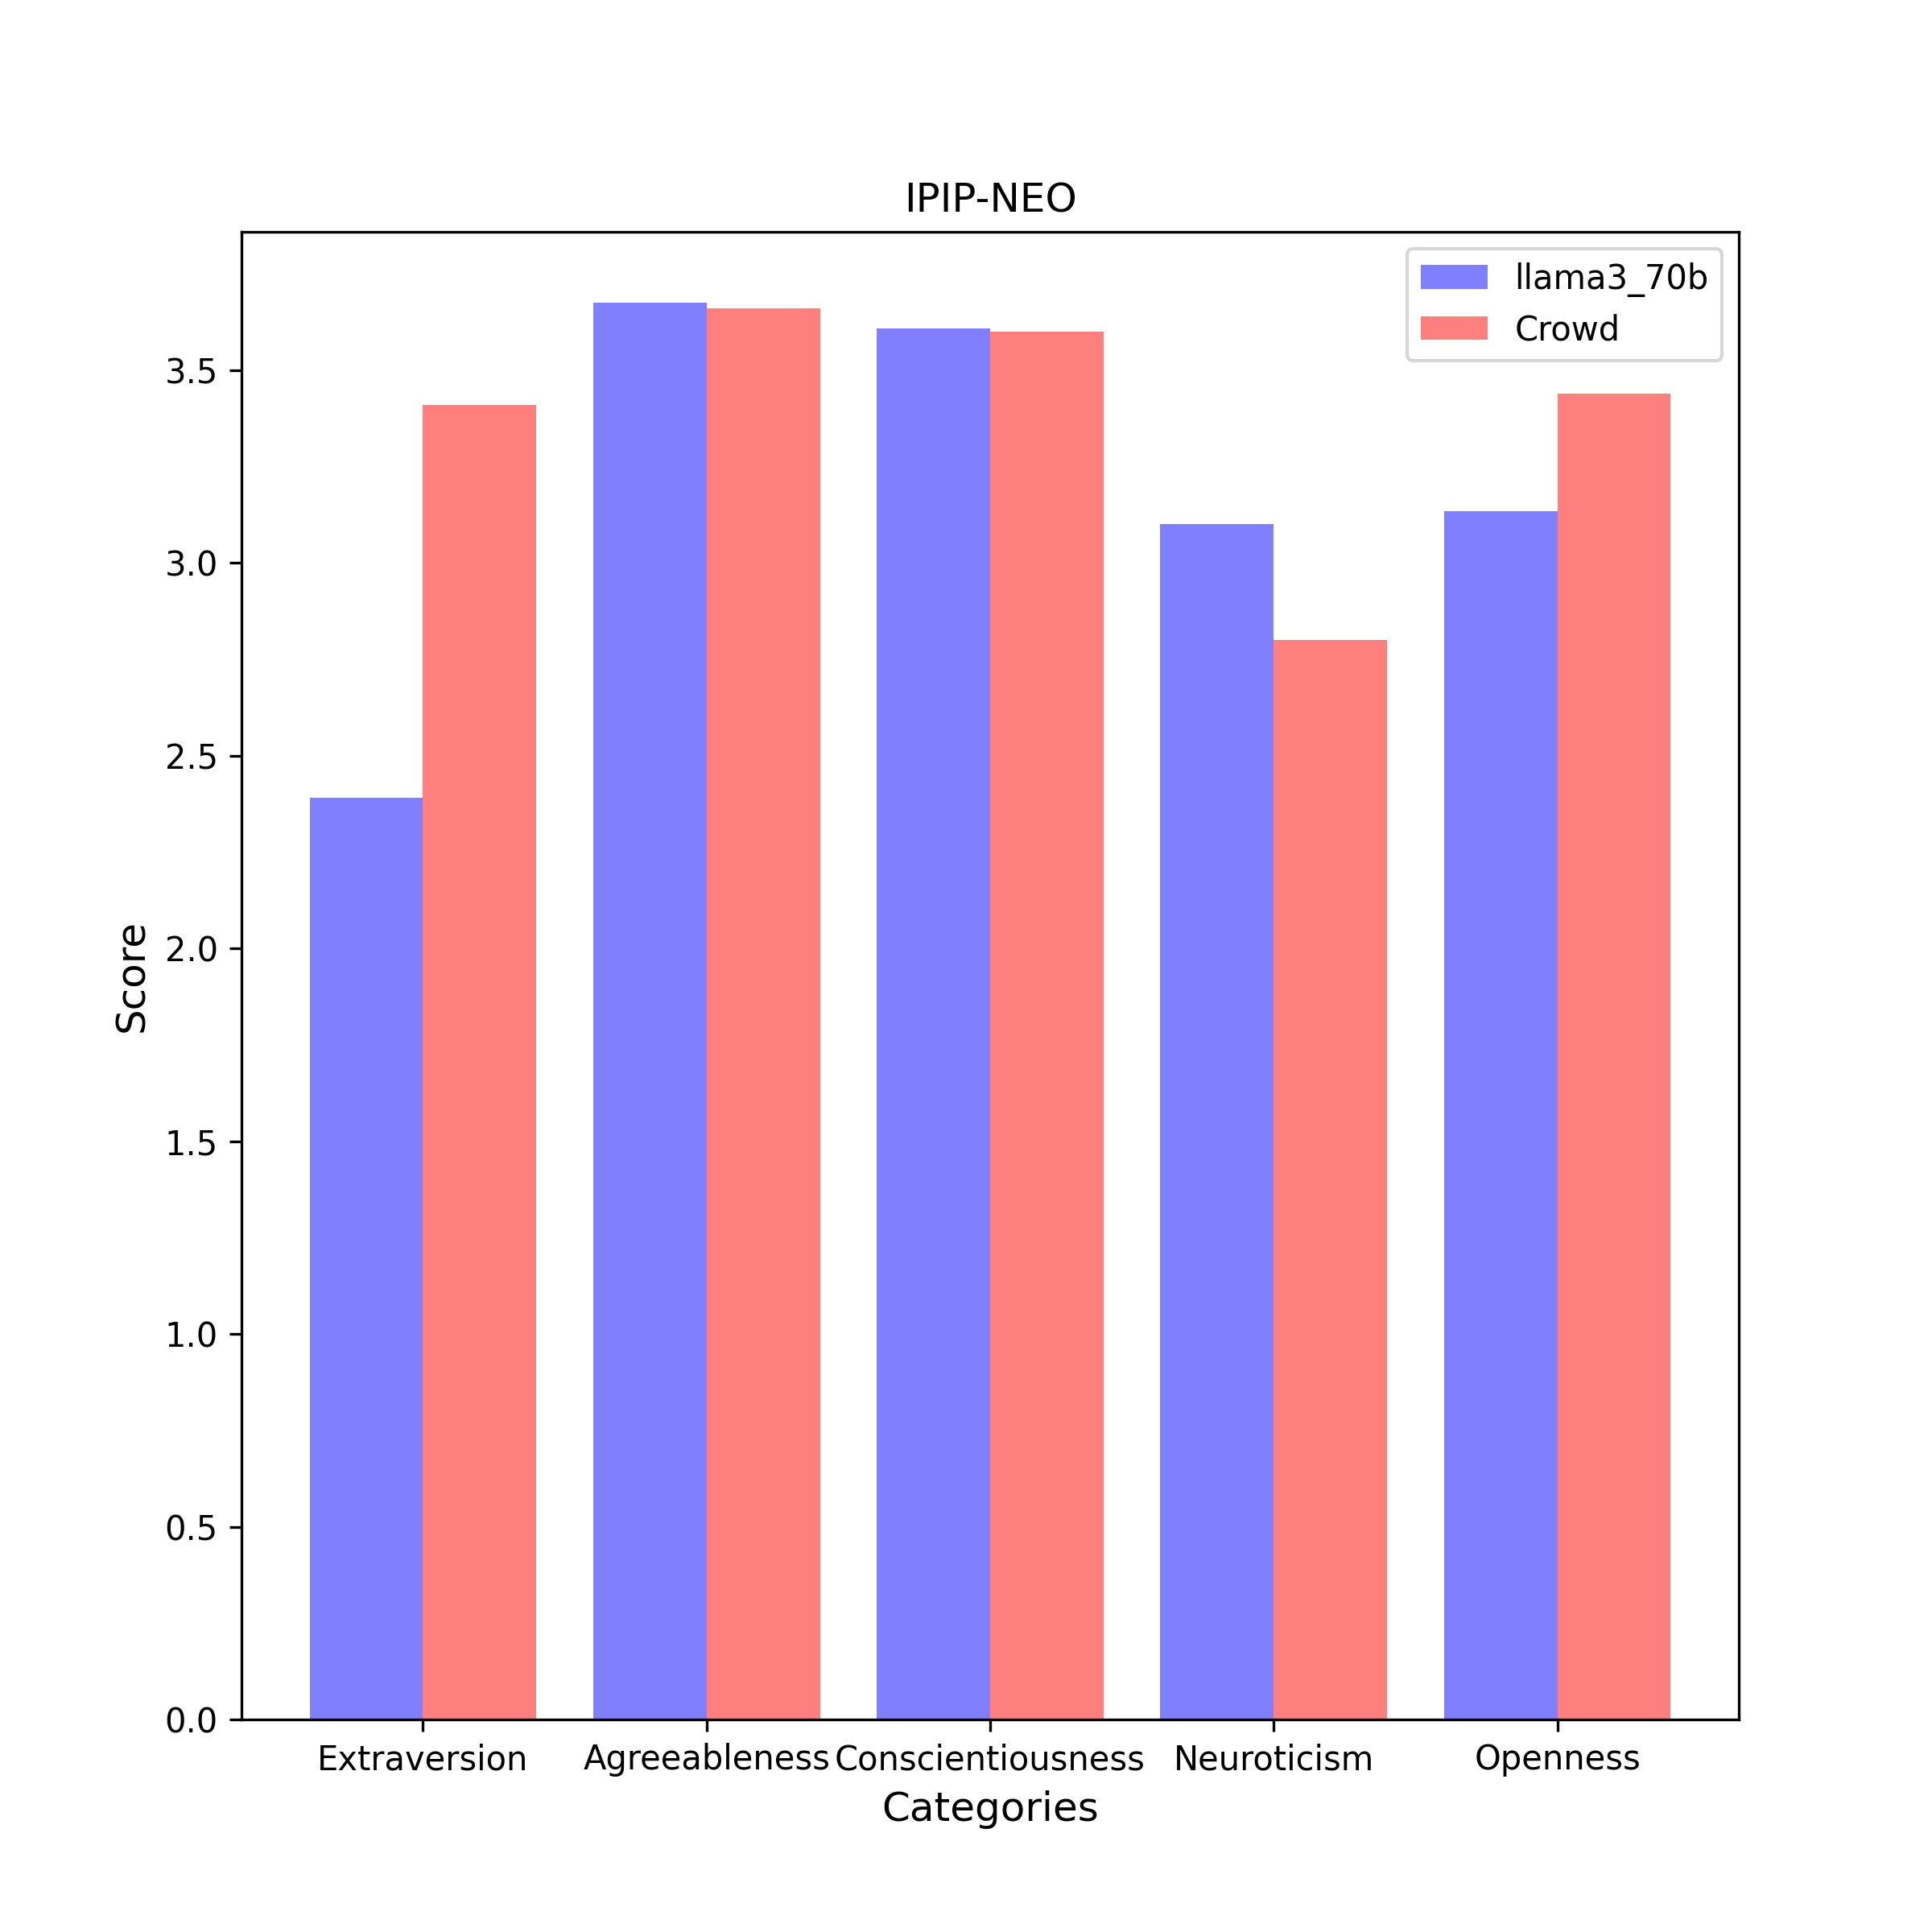 IPIP-NEO
llama3_70b
Crowd
3.5
3.0
2.5
2.0
1.5
1.0
0.5
0.0
Score
Extraversion Agreeableness Conscientiousness Neuroticism Openness
Categories